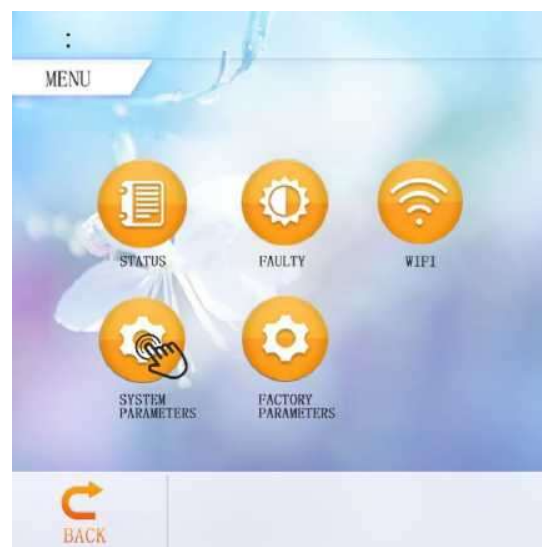 :
MENU
STATUS
FAULTY
WIFI
SYSTEM
PARAMETERS
FACTORY
PARAMETERS
BACK